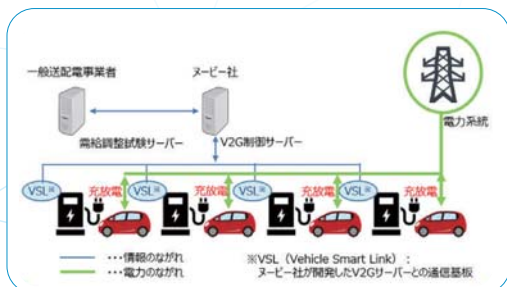 一般送配電事業者
ヌービー社
需給調整試験サーバー
V2G制御サーバー
電力系統
VSL※ 充放電 VSL※ 充放電 VSL※ 充放電 VSL※ 充放電
・・・情報のながれ
・・・電力のながれ
※VSL(Vehicle Smart Link):
ヌービー社が開発したV2Gサーバーとの通信基板